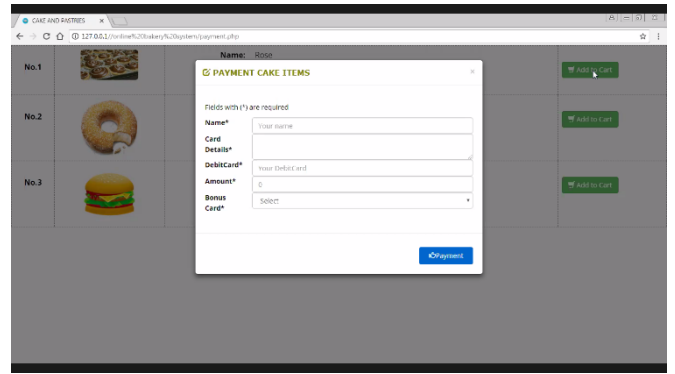 CAKE AND PASTRIES
127.0.0.1//online%20bakery%20system/payment.php
Name: Rose
No.1
Add to Cart
PAYMENT CAKE ITEMS
Fields with (*) are required
Name*
Your name
Card
Details*
DebitCard*
Your DebitCard
Amount*
0
Bonus
Card*
Select
Payment
No.2
Add to Cart
No.3
Add to Cart